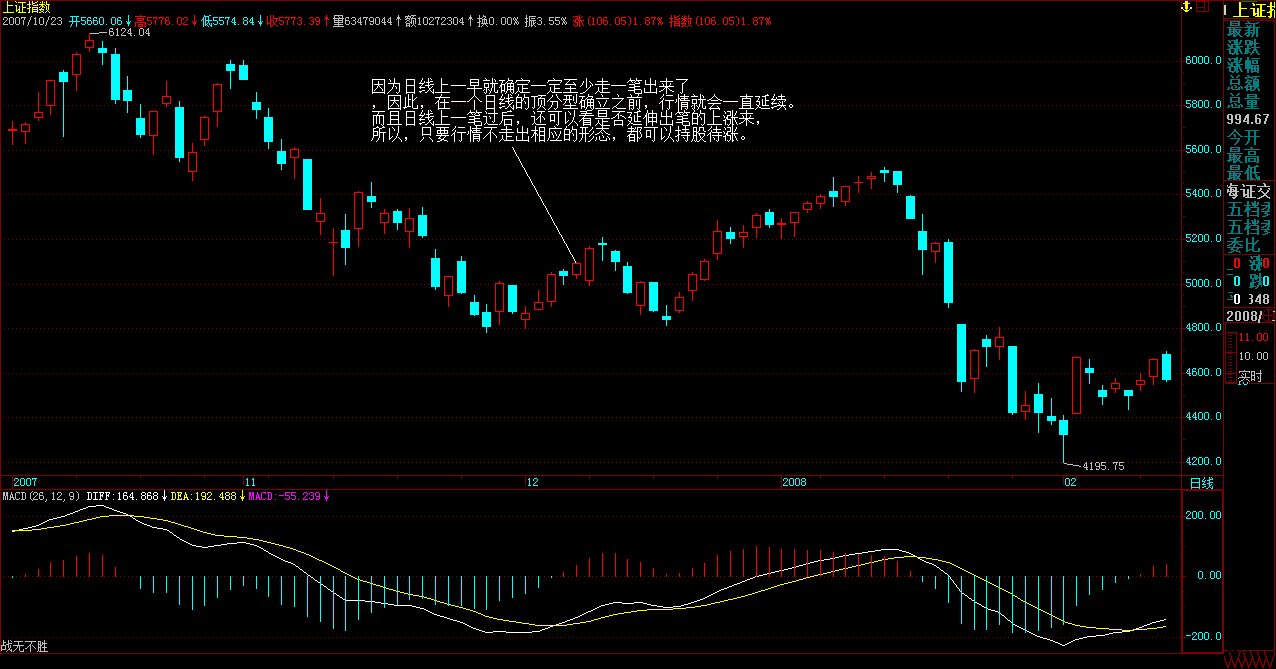 上证指数
2007/10/23 开5660.06↓高5778.02↓低5574.84↓收5773.39↑量63479044↑额10272304↑换0.00% 振3.55% 涨(106.05)1.87% 指数(106.05)1.87%
6124.04
因为日线上一早就确定一定至少走一笔出来了
，因此，在一个日线的顶分型确立之前，行情就会一直延续。
而且日线上一笔过后，还可以看是否延伸出笔的上涨来，
所以，只要行情不走出相应的形态，都可以持股待涨。
4195.75
6000.0
5800.0
5600.0
5400.0
5200.0
5000.0
4800.0
4600.0
4400.0
4200.0
2007 11 12 2008 02 日线
MACD(26,12,9) DIFF:164.868↓DEA:192.488↓MACD:-55.239↓
200.00
0.00
-200.00
战无不胜
上证指
最新
涨跌
涨幅
总额
总量
994.67
今开
最高
最低
海证交
五档
五档
委比
0 涨0
0 跌0
0 348
2008/
11.00
10.00
实时